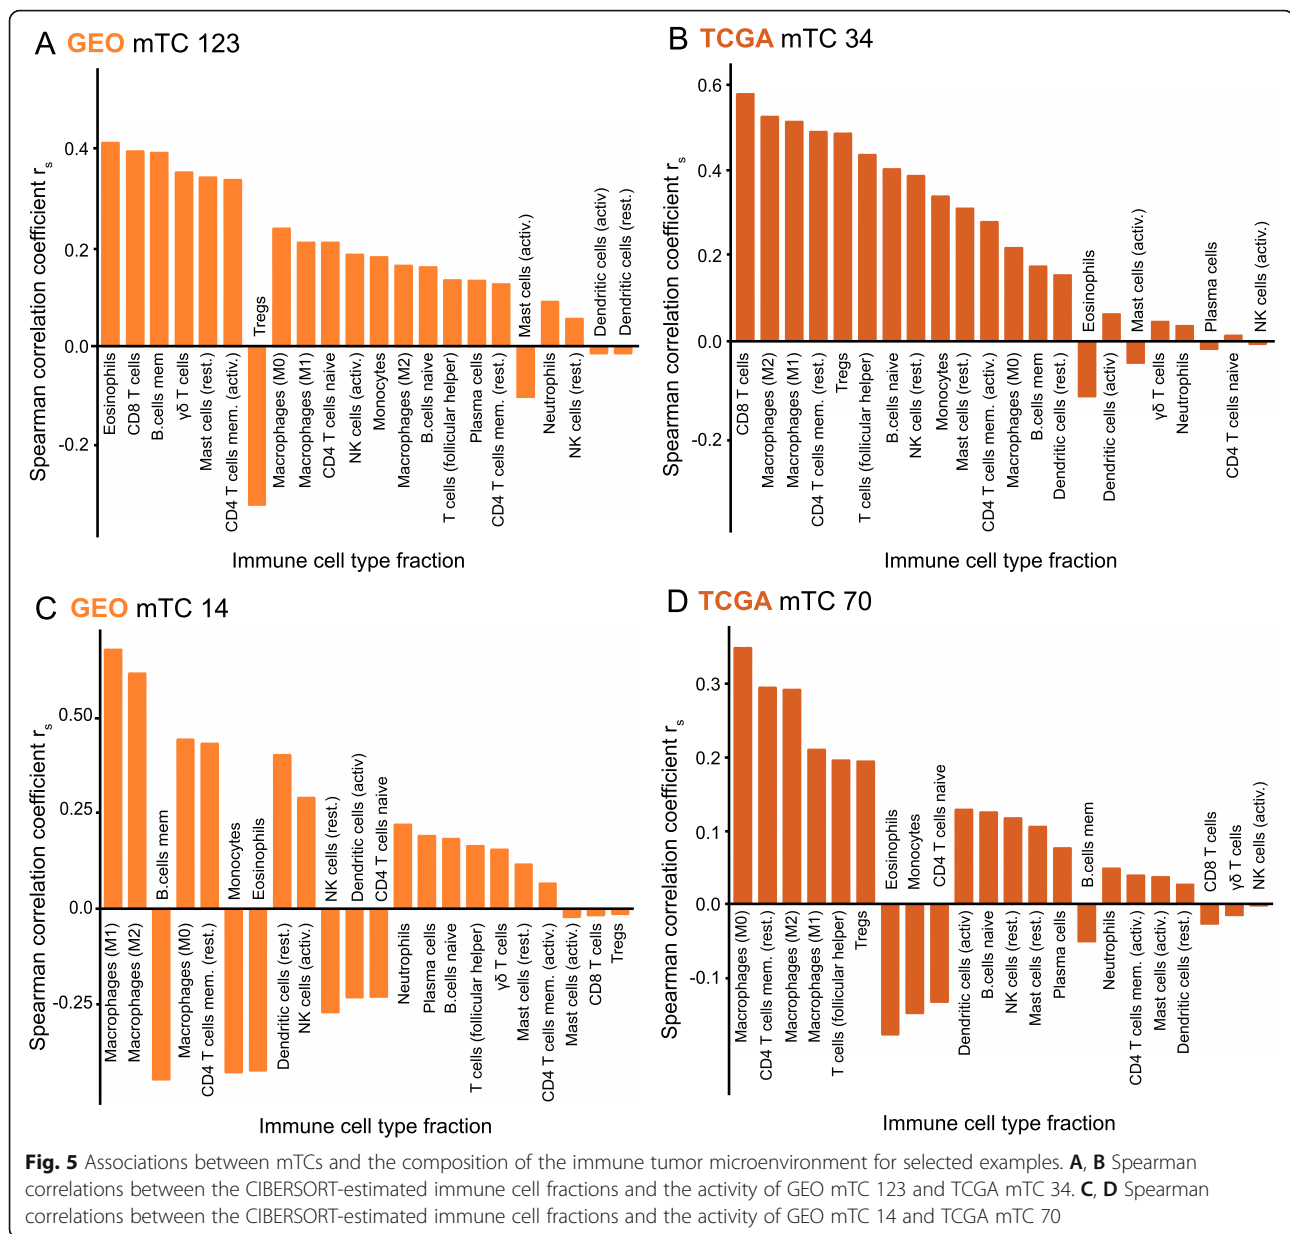 A GEO mTC 123
Spearman correlation coefficient rs
0.4
0.2
0.0
-0.2
Eosinophils
CD8 T cells
B.cells mem
γδ T cells
Mast cells (rest.)
CD4 T cells mem. (activ.)
Tregs
Macrophages (M0)
Macrophages (M1)
CD4 T cells naive
NK cells (activ.)
Monocytes
Macrophages (M2)
B.cells naive
T cells (follicular helper)
Plasma cells
CD4 T cells mem. (rest.)
Mast cells (activ.)
Neutrophils
NK cells (rest.)
Dendritic cells (activ)
Dendritic cells (rest.)
Immune cell type fraction
B TCGA mTC 34
Spearman correlation coefficient rs
0.6
0.4
0.2
0.0
-0.2
CD8 T cells
Macrophages (M2)
Macrophages (M1)
CD4 T cells mem. (rest.)
Tregs
T cells (follicular helper)
B.cells naive
NK cells (rest.)
Monocytes
Mast cells (rest.)
CD4 T cells mem. (activ.)
Macrophages (M0)
B.cells mem
Dendritic cells (rest.)
Eosinophils
Dendritic cells (activ)
Mast cells (activ.)
γδ T cells
Neutrophils
Plasma cells
CD4 T cells naive
NK cells (activ.)
Immune cell type fraction
C GEO mTC 14
Spearman correlation coefficient rs
0.50
0.25
0.0
-0.25
Macrophages (M1)
Macrophages (M2)
B.cells mem
Macrophages (M0)
CD4 T cells mem. (rest.)
Monocytes
Eosinophils
Dendritic cells (rest.)
NK cells (activ.)
NK cells (rest.)
Dendritic cells (activ)
CD4 T cells naive
Neutrophils
Plasma cells
B.cells naive
T cells (follicular helper)
γδ T cells
Mast cells (rest.)
CD4 T cells mem. (activ.)
Mast cells (activ.)
CD8 T cells
Tregs
Immune cell type fraction
D TCGA mTC 70
Spearman correlation coefficient rs
0.3
0.2
0.1
0.0
-0.1
Macrophages (M0)
CD4 T cells mem. (rest.)
Macrophages (M2)
Macrophages (M1)
T cells (follicular helper)
Tregs
Eosinophils
Monocytes
CD4 T cells naive
Dendritic cells (activ)
B.cells naive
NK cells (rest.)
Mast cells (rest.)
Plasma cells
B.cells mem
Neutrophils
CD4 T cells mem. (activ.)
Mast cells (activ.)
Dendritic cells (rest.)
CD8 T cells
γδ T cells
NK cells (activ.)
Immune cell type fraction
Fig. 5 Associations between mTCs and the composition of the immune tumor microenvironment for selected examples. A, B Spearman
correlations between the CIBERSORT-estimated immune cell fractions and the activity of GEO mTC 123 and TCGA mTC 34. C, D Spearman
correlations between the CIBERSORT-estimated immune cell fractions and the activity of GEO mTC 14 and TCGA mTC 70